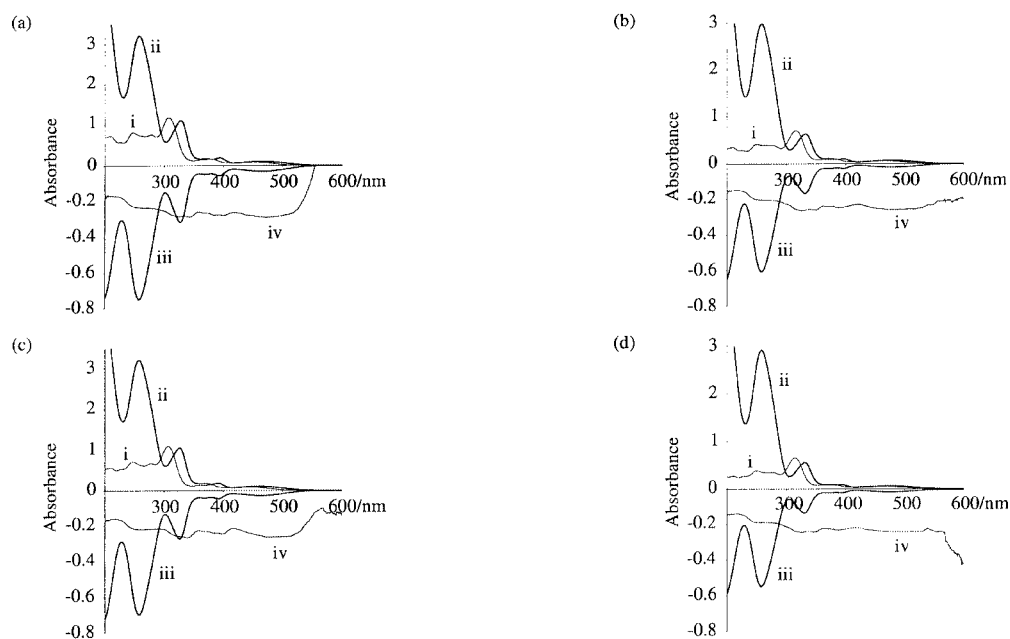 (a)
3
ii
2
1
i
0
Absorbance
300 400 500 600/nm
-0.2
-0.4
iv
iii
-0.6
-0.8
(b)
3
ii
2
1
i
0
Absorbance
300 400 500 600/nm
-0.2
iv
-0.4
iii
-0.6
-0.8
(c)
3
ii
2
1
i
0
Absorbance
300 400 500 600/nm
-0.2
iv
-0.4
iii
-0.6
-0.8
(d)
3
ii
2
1
i
0
Absorbance
300 400 500 600/nm
-0.2
iv
-0.4
iii
-0.6
-0.8